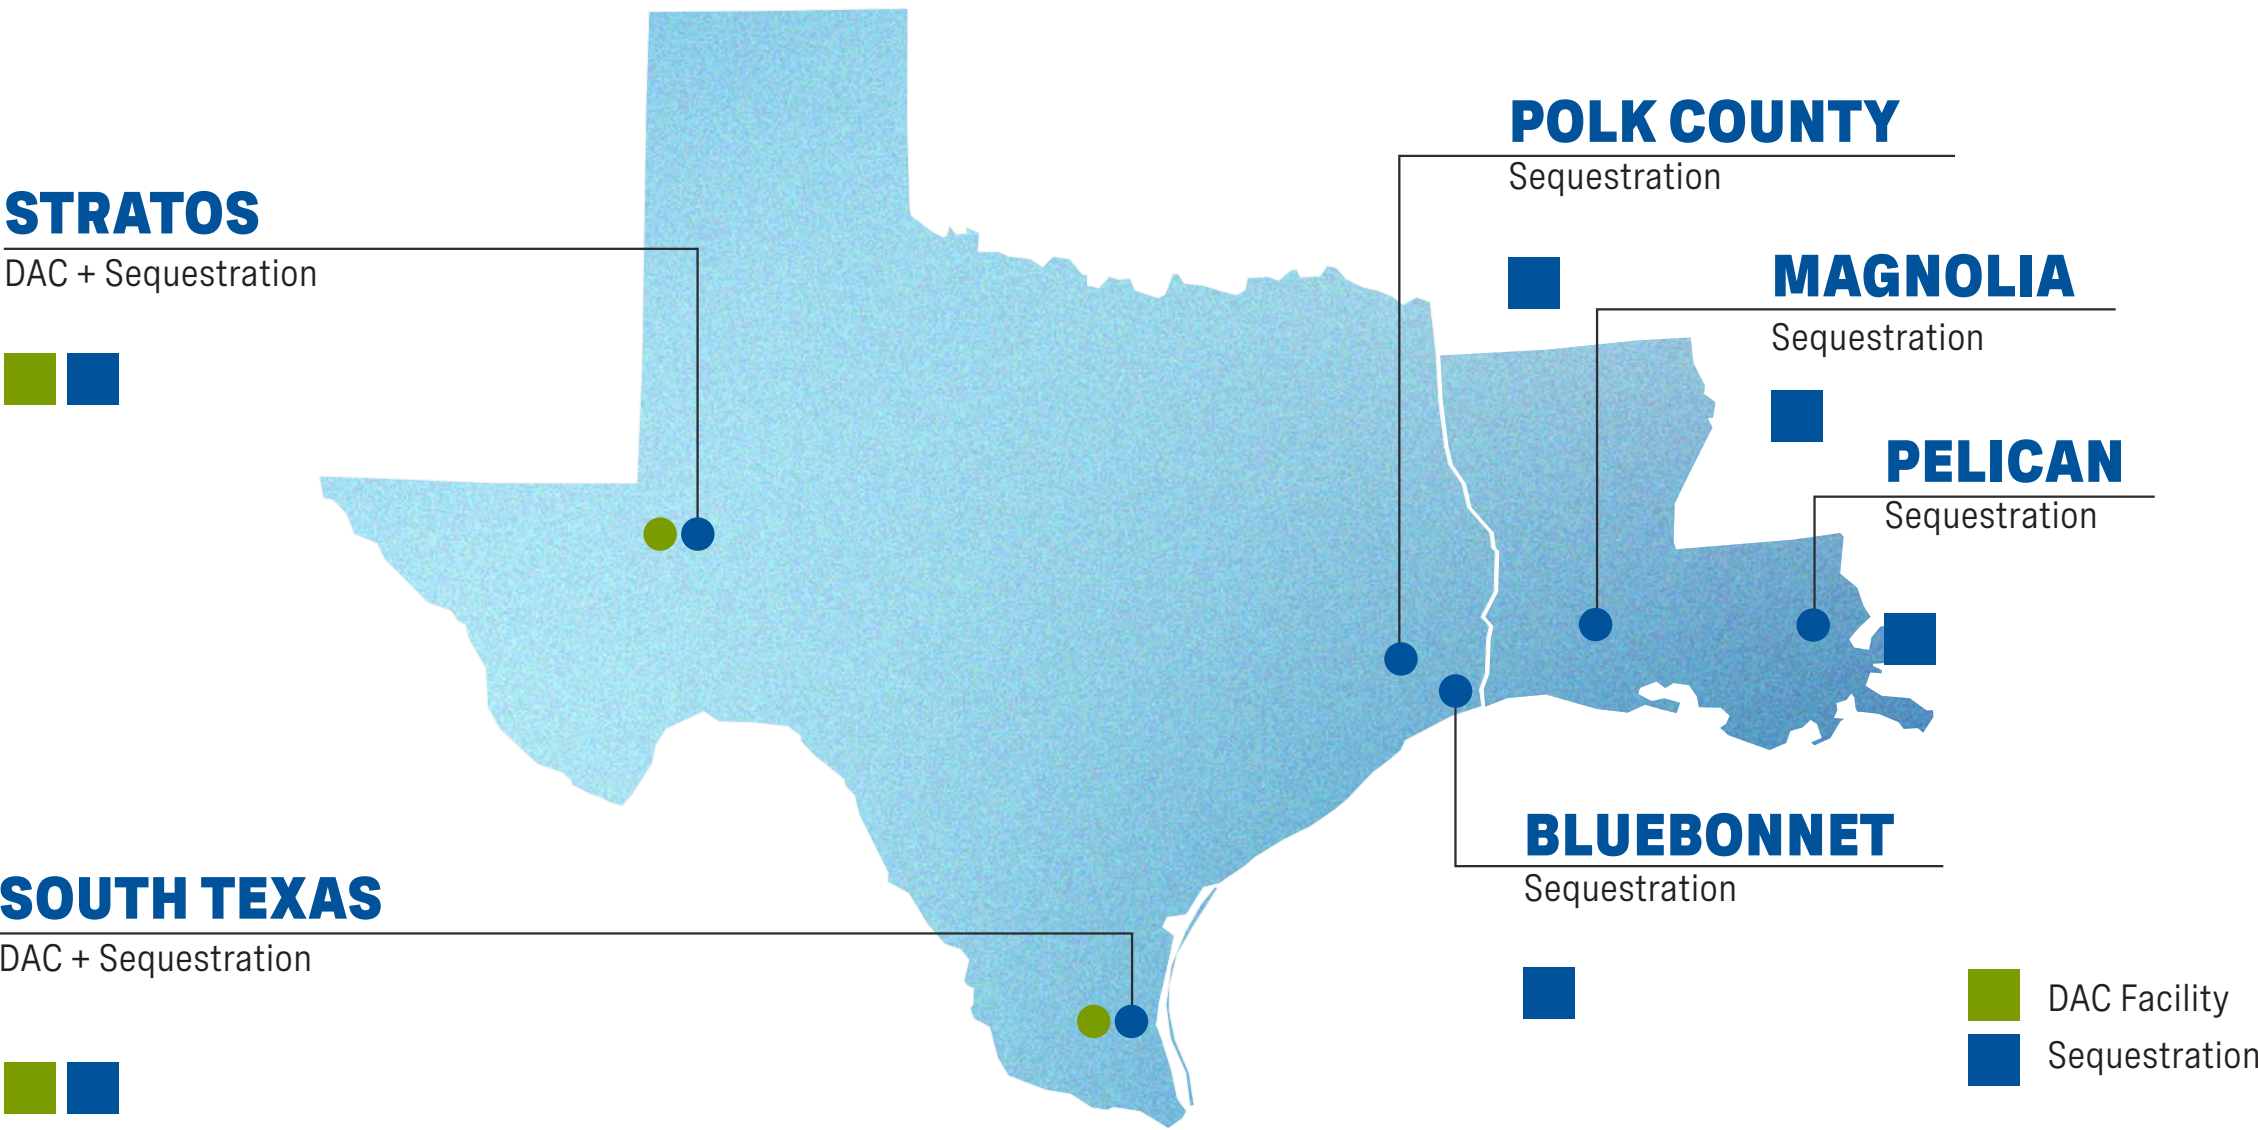 POLK COUNTY
Sequestration
STRATOS
DAC + Sequestration
MAGNOLIA
Sequestration
PELICAN
Sequestration
BLUEBONNET
Sequestration
SOUTH TEXAS
DAC + Sequestration
DAC Facility
Sequestration